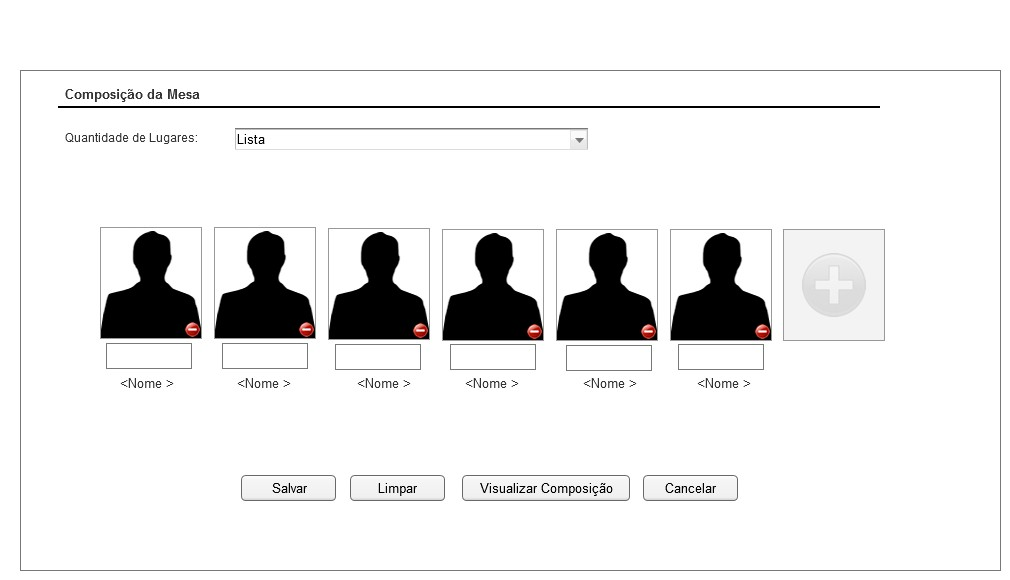 Composição da Mesa
Quantidade de Lugares: Lista
<Nome > <Nome > <Nome > <Nome > <Nome > <Nome >
Salvar Limpar Visualizar Composição Cancelar